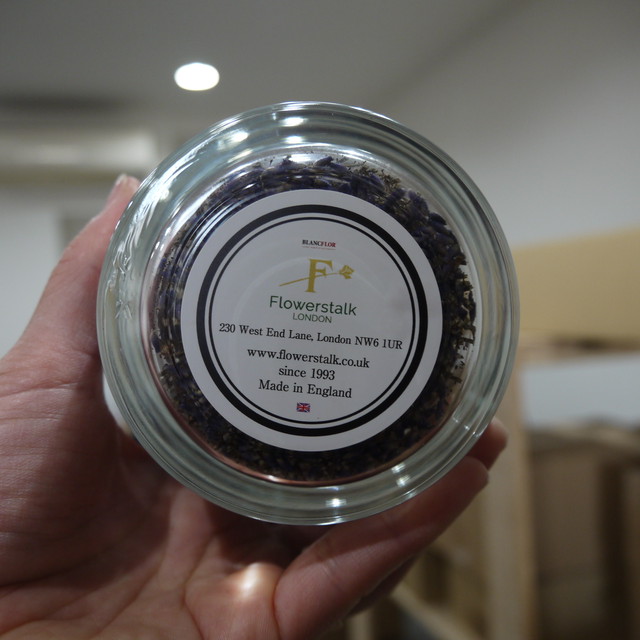 BLANCFLOR
F
Flowerstalk
LONDON
230 West End Lane, London NW6 1UR
www.flowerstalk.co.uk
since 1993
Made in England